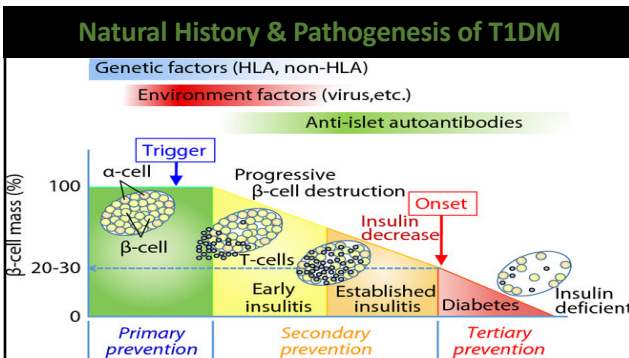 Natural History & Pathogenesis of T1DM
Genetic factors (HLA, non-HLA)
Environment factors (virus,etc.)
Anti-islet autoantibodies
Trigger
α-cell
Progressive
β-cell destruction
100
Onset
Insulin
decrease
β-cell
T-cells
β-cell mass (%)
20-30
Early
insulitis
Established
insulitis
Diabetes
Insulin
deficient
0
Primary
prevention
Secondary
prevention
Tertiary
prevention